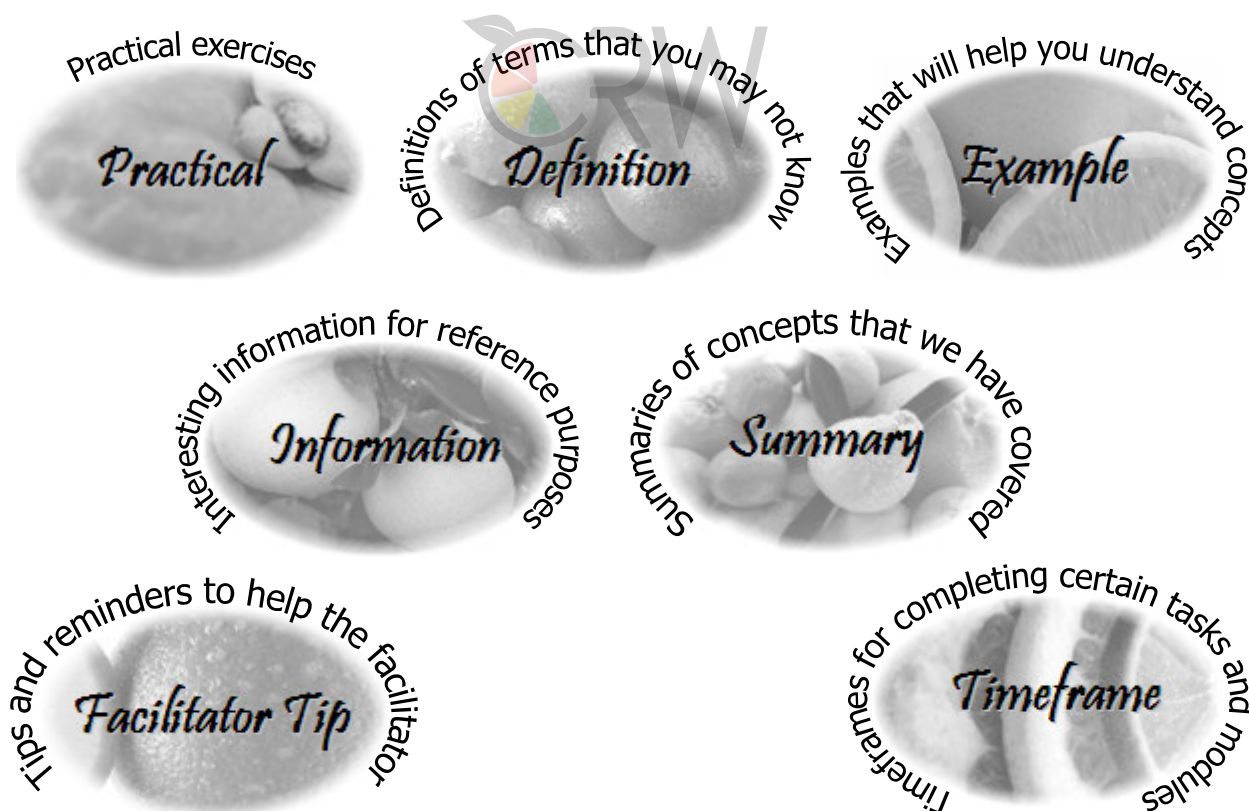 CRW
Practical exercises
Practical
Definitions of terms that you may not know
Definition
Examples that will help you understand concepts
Example
Interesting information for reference purposes
Information
Summaries of concepts that we have covered
Summary
Tips and reminders to help the facilitator
Facilitator Tip
Timeframes for completing certain tasks and modules
Timeframe